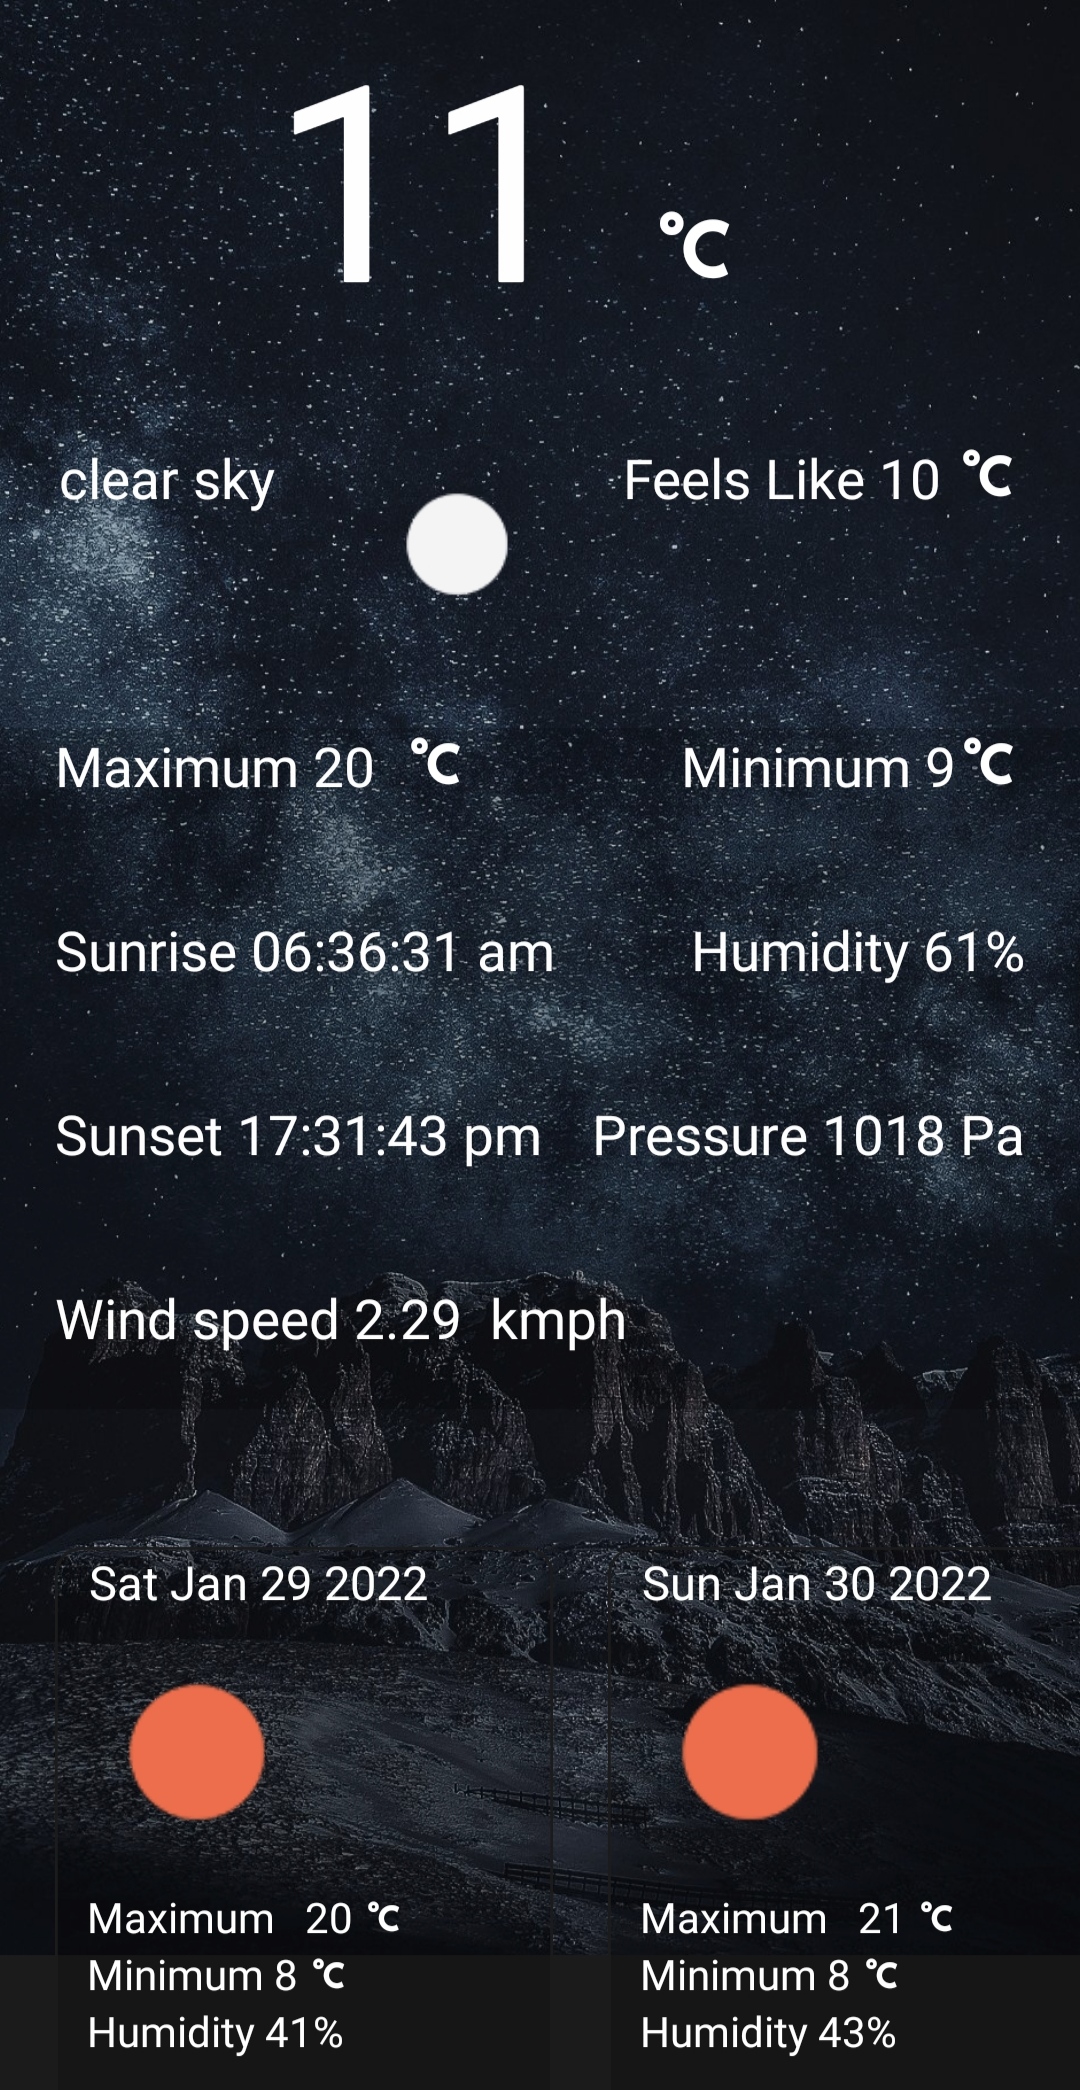 11 °C
clear sky
Feels Like 10 °C
Maximum 20 °C
Minimum 9 °C
Sunrise 06:36:31 am
Humidity 61%
Sunset 17:31:43 pm
Pressure 1018 Pa
Wind speed 2.29 kmph
Sat Jan 29 2022
Maximum 20 °C
Minimum 8 °C
Humidity 41%
Sun Jan 30 2022
Maximum 21 °C
Minimum 8 °C
Humidity 43%